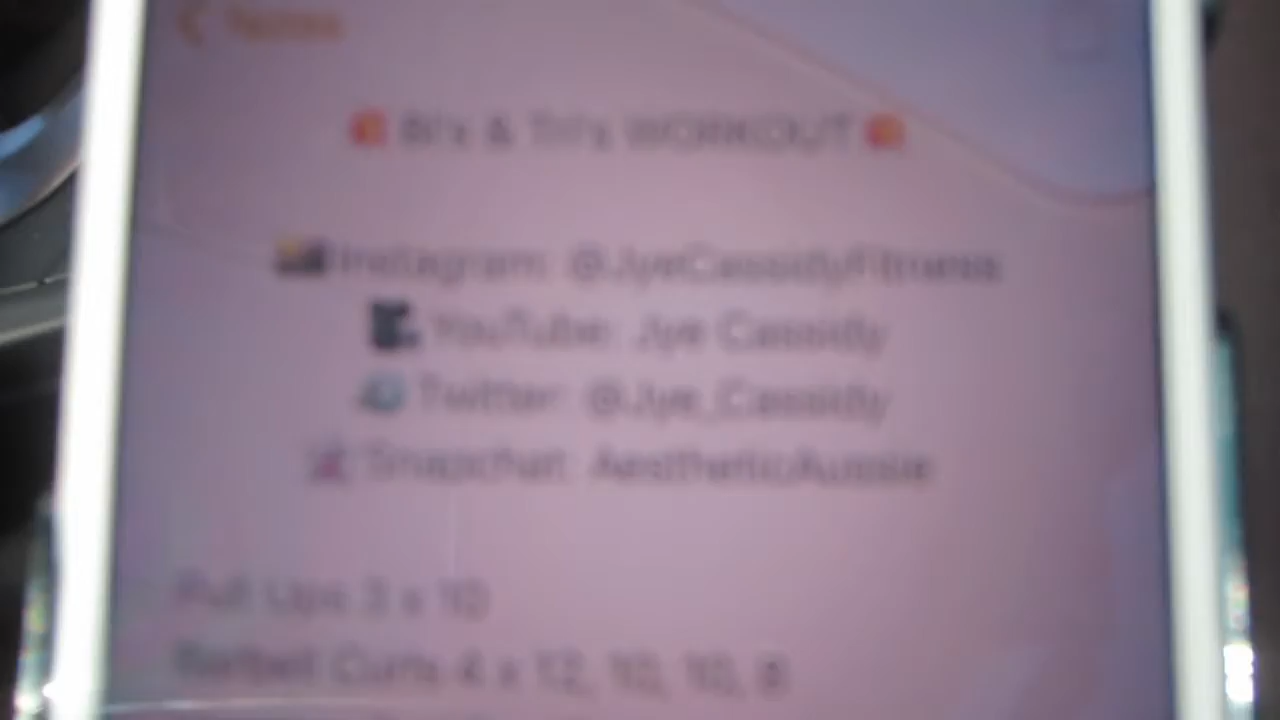 Notes
Bi's & Tri's WORKOUT
Instagram: @JyeCassidyFitness
YouTube: Jye Cassidy
Twitter: @Jye_Cassidy
Snapchat: AestheticAussie
Pull Ups 3 x 10
Barbell Curls 4 x 12, 10, 10, 8